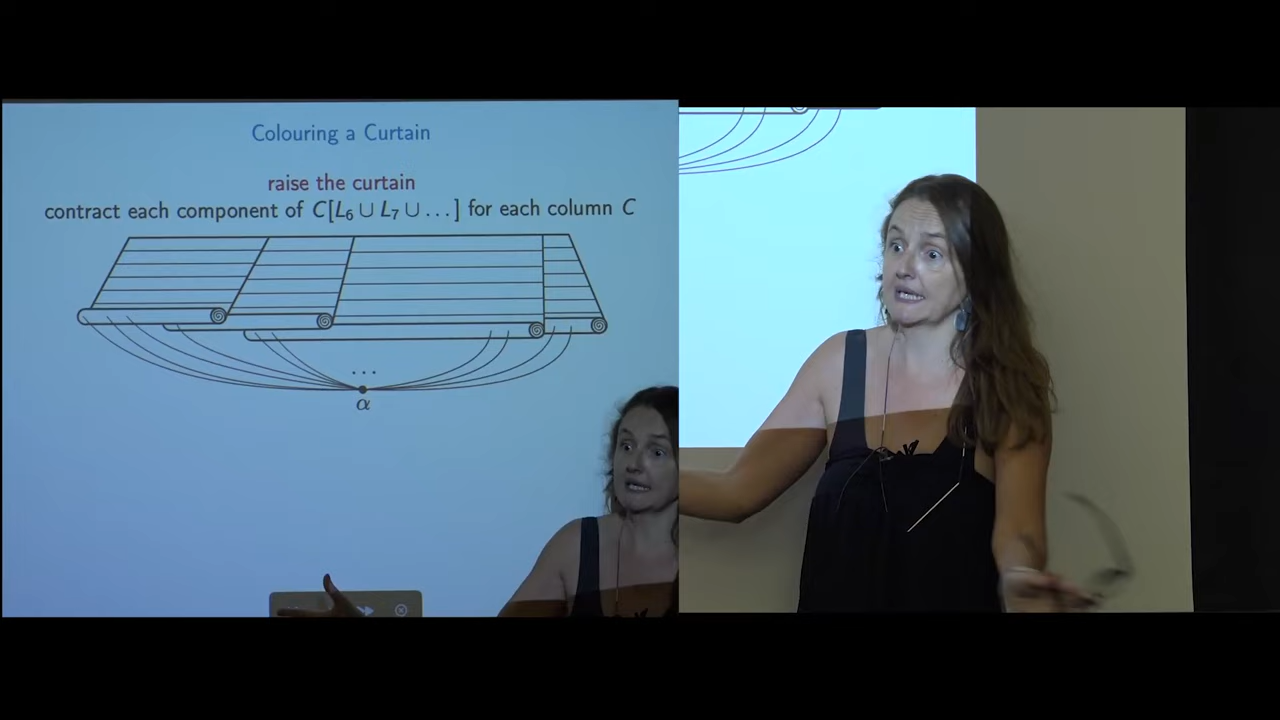 Colouring a Curtain
raise the curtain
contract each component of C[L₆ ∪ L₇ ∪ . . . ] for each column C
. . .
α